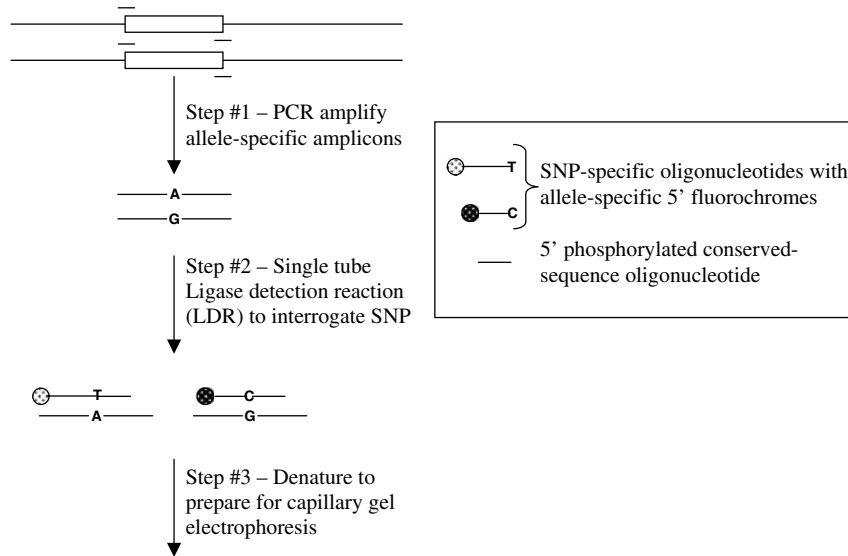 Step #1 – PCR amplify
allele-specific amplicons
A
G
Step #2 – Single tube
Ligase detection reaction
(LDR) to interrogate SNP
T
C
A
G
Step #3 – Denature to
prepare for capillary gel
electrophoresis
T
C
SNP-specific oligonucleotides with
allele-specific 5' fluorochromes
5' phosphorylated conserved-
sequence oligonucleotide